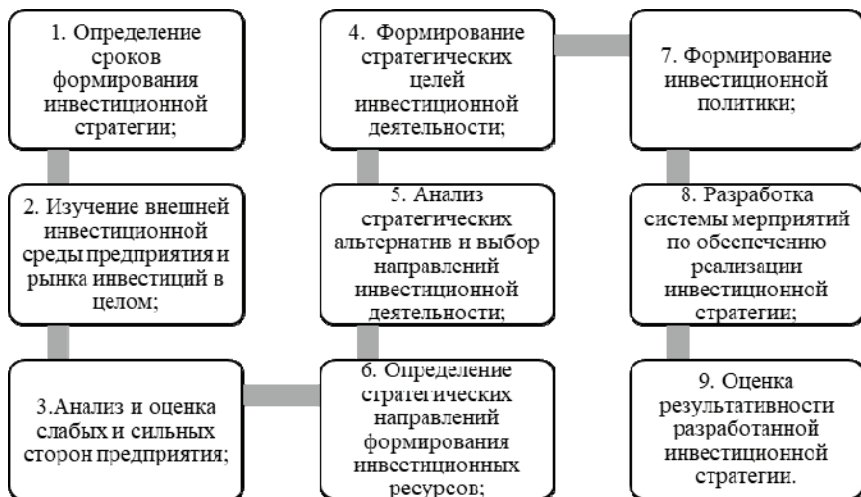 1. Определение
сроков
формирования
инвестиционной
стратегии;
2. Изучение внешней
инвестиционной
среды предприятия и
рынка инвестиций в
целом;
3.Анализ и оценка
слабых и сильных
сторон предприятия;
4. Формирование
стратегических
целей
инвестиционной
деятельности;
5. Анализ
стратегических
альтернатив и выбор
направлений
инвестиционной
деятельности;
6. Определение
стратегических
направлений
формирования
инвестиционных
ресурсов;
7. Формирование
инвестиционной
политики;
8. Разработка
системы мерприятий
по обеспечению
реализации
инвестиционной
стратегии;
9. Оценка
результативности
разработанной
инвестиционной
стратегии.